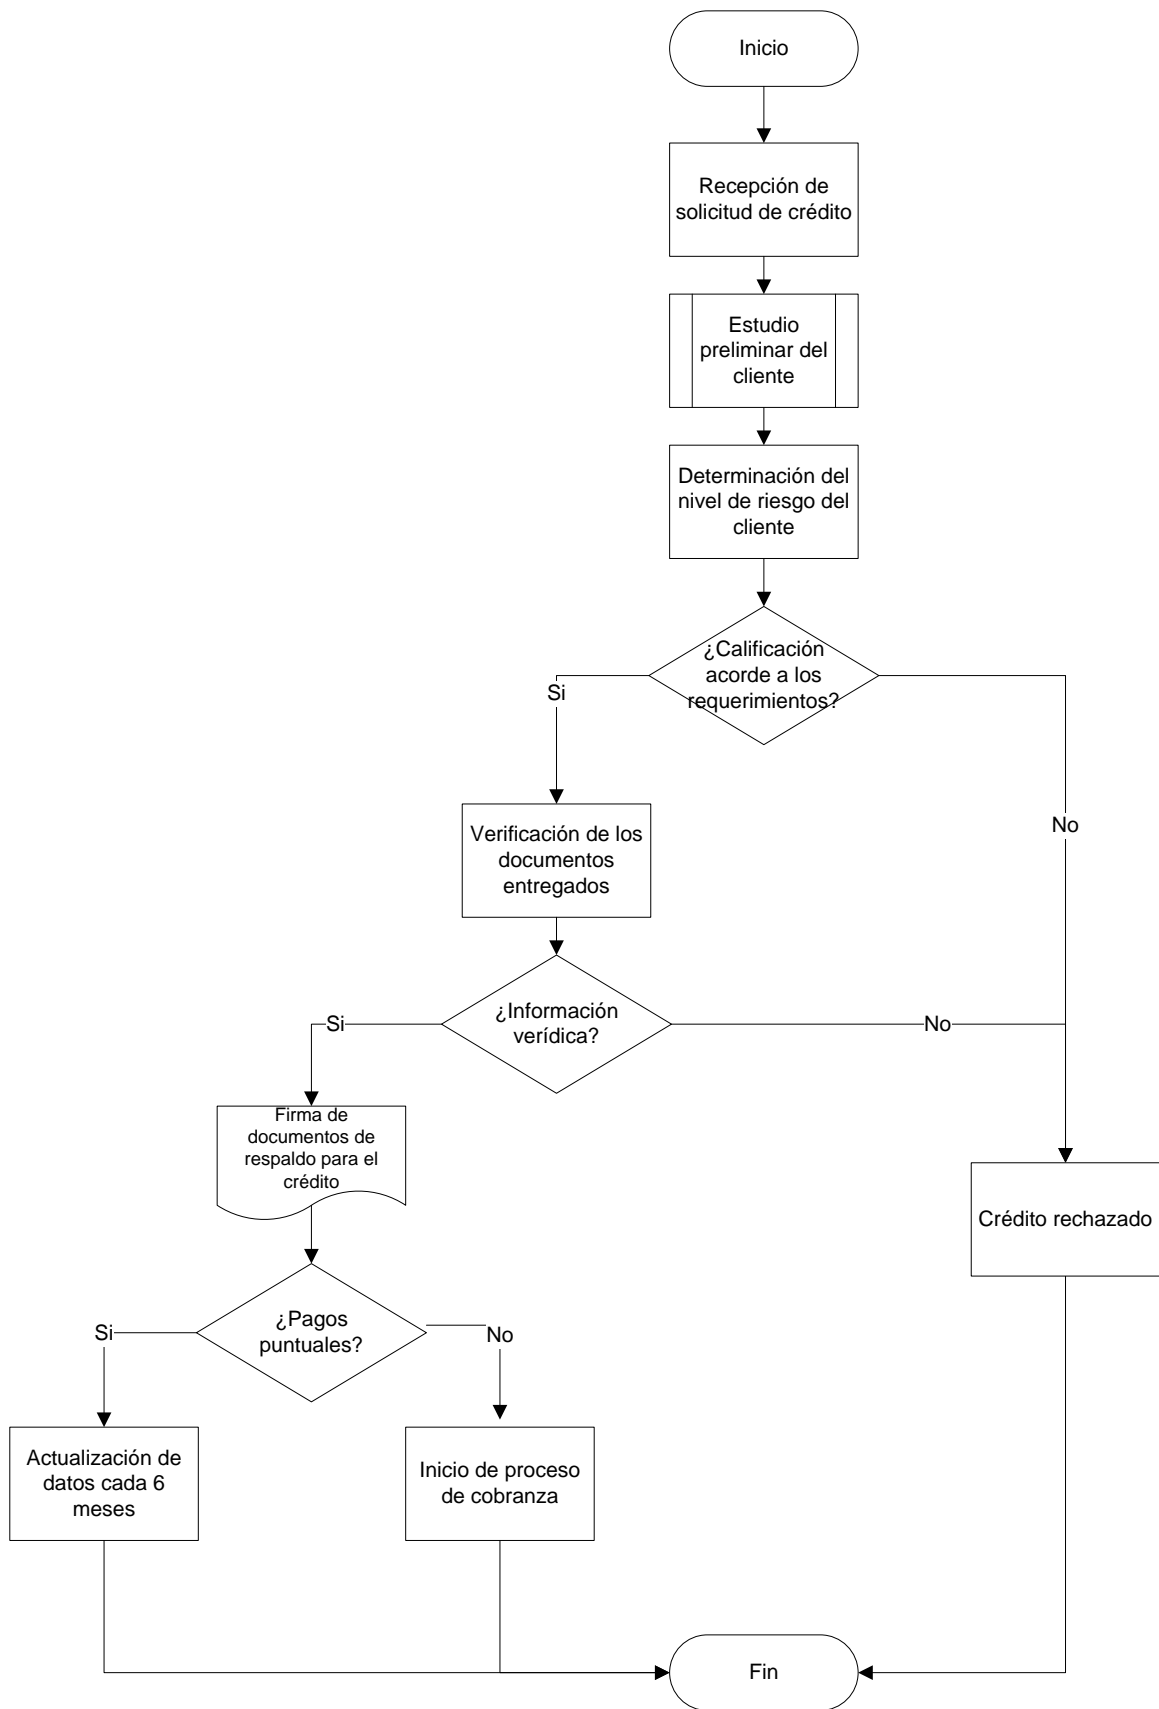 Inicio
Recepción de
solicitud de crédito
Estudio
preliminar del
cliente
Determinación del
nivel de riesgo del
cliente
¿Calificación
acorde a los
requerimientos?
Si
No
Verificación de los
documentos
entregados
¿Información
verídica?
Si
No
Firma de
documentos de
respaldo para el
crédito
Crédito rechazado
¿Pagos
puntuales?
Si
No
Actualización de
datos cada 6
meses
Inicio de proceso
de cobranza
Fin